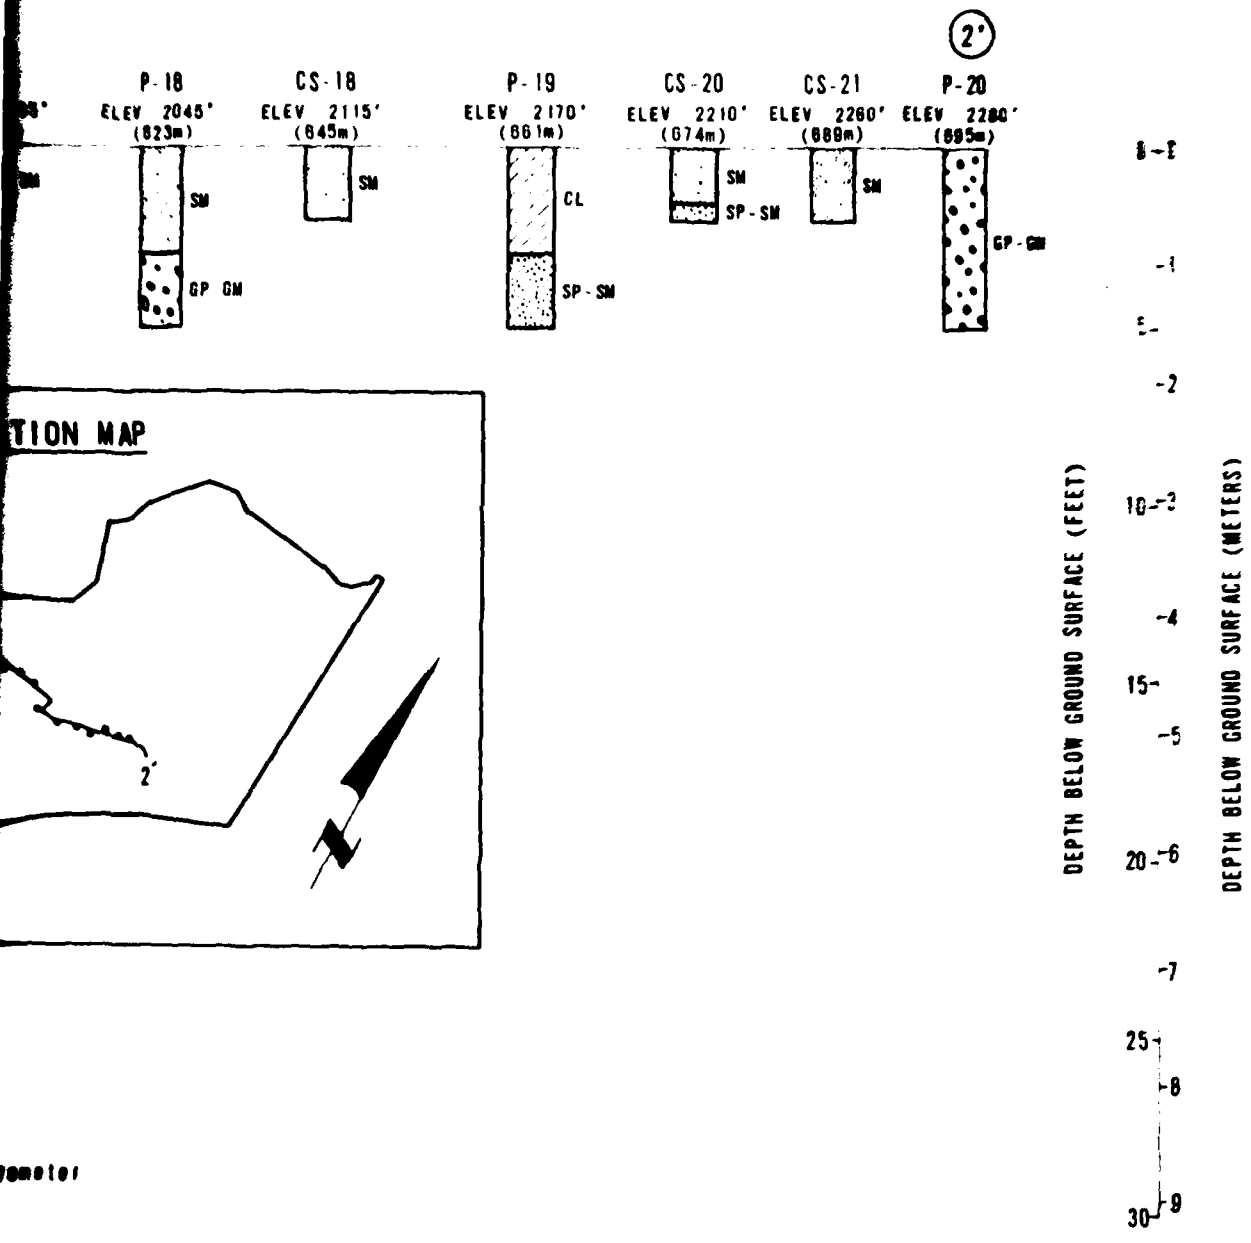 2'
P-18 CS-18 P-19 CS-20 CS-21 P-20
ELEV 2045' ELEV 2115' ELEV 2170' ELEV 2210' ELEV 2260' ELEV 2280'
(623m) (645m) (661m) (674m) (689m) (695m)
SM
GP GM
SM
CL
SP-SM
SM
SP-SM
SM
GP-GM
TION MAP
2'
DEPTH BELOW GROUND SURFACE (FEET)
5
10
15
20
25
30
1
2
3
4
5
6
7
8
9
DEPTH BELOW GROUND SURFACE (METERS)